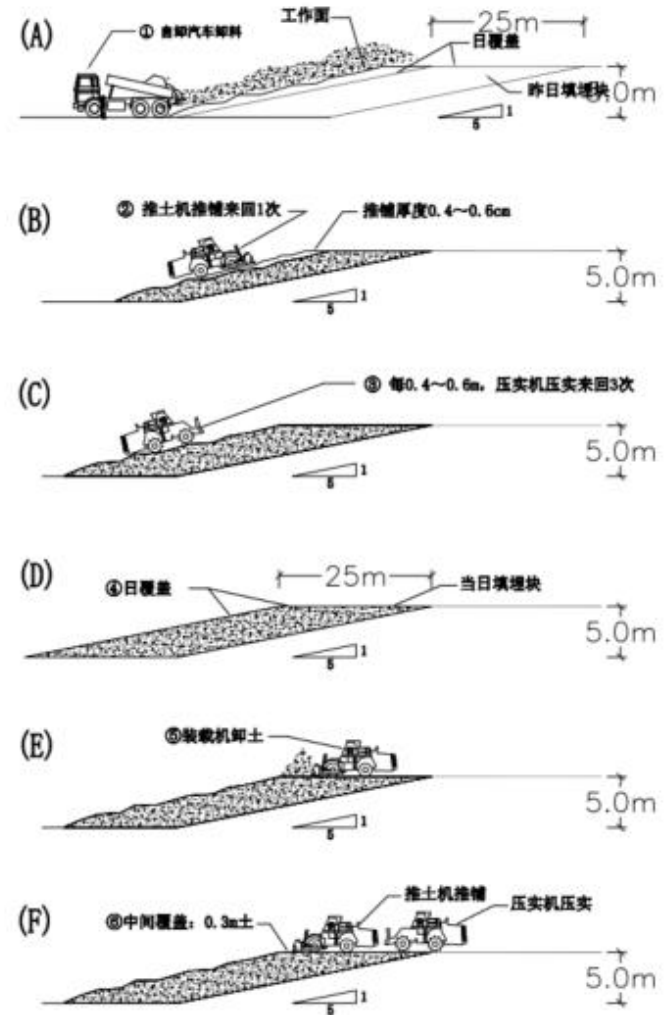 (A)
① 自卸汽车卸料
工作面
25m
日覆盖
昨日填埋块
5.0m
1
5
(B)
② 推土机推铺来回1次
推铺厚度0.4～0.6cm
5.0m
1
5
(C)
③ 每0.4～0.6m，压实机压实来回3次
5.0m
1
5
(D)
④日覆盖
25m
当日填埋块
5.0m
1
5
(E)
⑤装载机卸土
5.0m
1
5
(F)
⑥中间覆盖：0.3m土
推土机推铺
压实机压实
5.0m
1
5